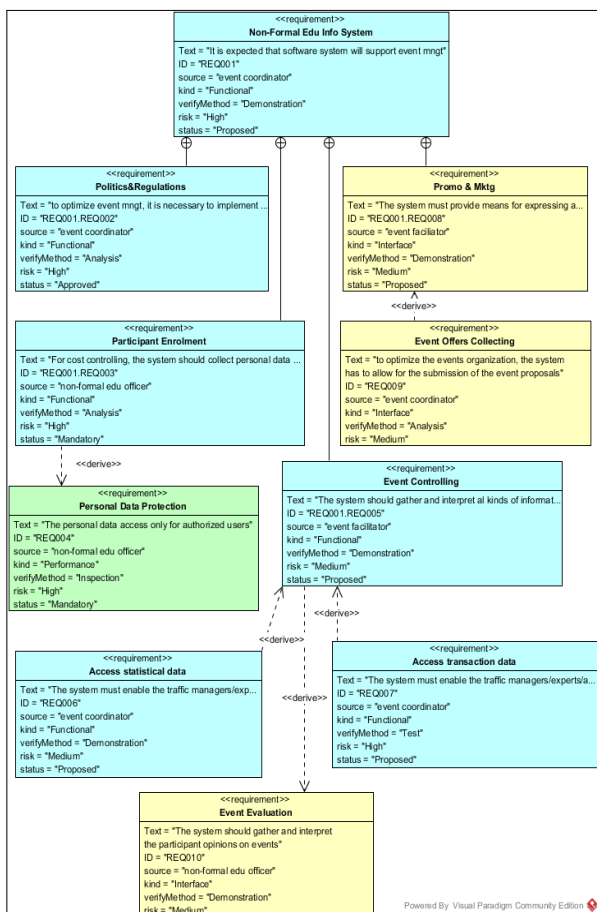 <<requirement>>
Non-Formal Edu Info System
Text = "It is expected that software system will support event mngt"
ID = "REQ001"
source = "event coordinator"
kind = "Functional"
verifyMethod = "Demonstration"
risk = "High"
status = "Proposed"
<<requirement>>
Politics&Regulations
Text = "to optimize event mngt, it is necessary to implement ...
ID = "REQ001.REQ002"
source = "event coordinator"
kind = "Functional"
verifyMethod = "Analysis"
risk = "High"
status = "Approved"
<<requirement>>
Promo & Mktg
Text = "The system must provide means for expressing a...
ID = "REQ001.REQ008"
source = "event faciliator"
kind = "Interface"
verifyMethod = "Demonstration"
risk = "Medium"
status = "Proposed"
<<derive>>
<<requirement>>
Participant Enrolment
Text = "For cost controlling, the system should collect personal data ...
ID = "REQ001.REQ003"
source = "non-formal edu officer"
kind = "Functional"
verifyMethod = "Analysis"
risk = "High"
status = "Mandatory"
<<requirement>>
Event Offers Collecting
Text = "to optimize the events organization, the system
has to allow for the submission of the event proposals"
ID = "REQ009"
source = "event coordinator"
kind = "Interface"
verifyMethod = "Analysis"
risk = "Medium"
<<derive>>
<<requirement>>
Personal Data Protection
Text = "The personal data access only for authorized users"
ID = "REQ004"
source = "non-formal edu officer"
kind = "Performance"
verifyMethod = "Inspection"
risk = "High"
status = "Mandatory"
<<requirement>>
Event Controlling
Text = "The system should gather and interpret al kinds of informat...
ID = "REQ001.REQ005"
source = "event facilitator"
kind = "Functional"
verifyMethod = "Demonstration"
risk = "Medium"
status = "Proposed"
<<derive>>
<<derive>>
<<derive>>
<<requirement>>
Access statistical data
Text = "The system must enable the traffic managers/exp...
ID = "REQ006"
source = "event coordinator"
kind = "Functional"
verifyMethod = "Demonstration"
risk = "Medium"
status = "Proposed"
<<requirement>>
Access transaction data
Text = "The system must enable the traffic managers/experts/a...
ID = "REQ007"
source = "event coordinator"
kind = "Functional"
verifyMethod = "Test"
risk = "High"
status = "Proposed"
<<requirement>>
Event Evaluation
Text = "The system should gather and interpret
the participant opinions on events"
ID = "REQ010"
source = "non-formal edu officer"
kind = "Interface"
verifyMethod = "Demonstration"
risk = "Medium"
Powered By Visual Paradigm Community Edition